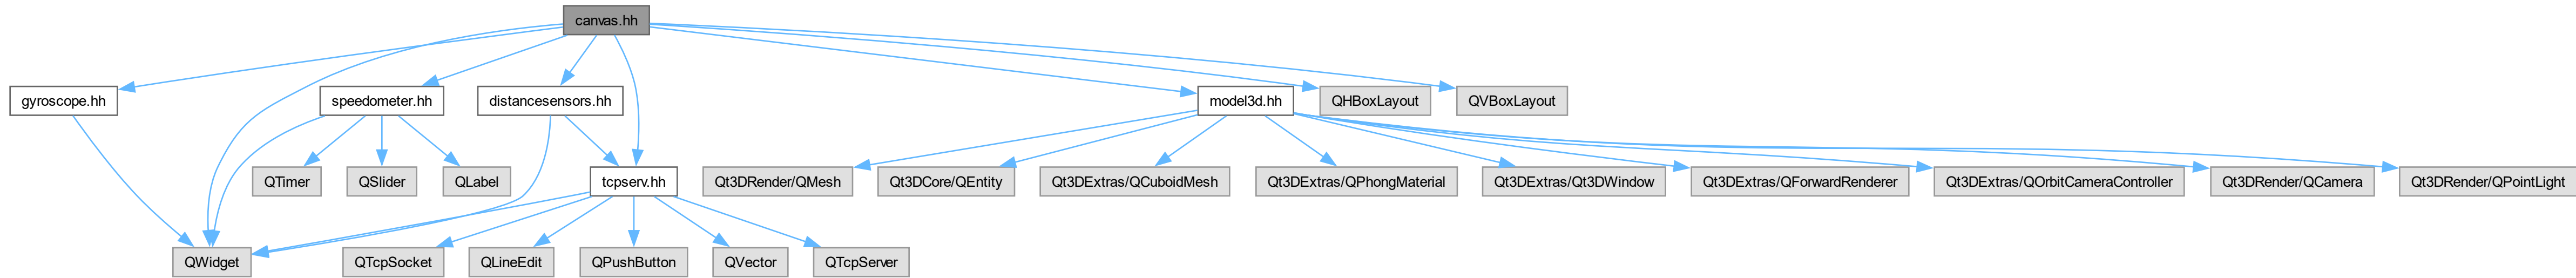 canvas.hh
gyroscope.hh
speedometer.hh
distancesensors.hh
model3d.hh
QHBoxLayout
QVBoxLayout
QTimer
QSlider
QLabel
tcpserv.hh
Qt3DRender/QMesh
Qt3DCore/QEntity
Qt3DExtras/QCuboidMesh
Qt3DExtras/QPhongMaterial
Qt3DExtras/Qt3DWindow
Qt3DExtras/QForwardRenderer
Qt3DExtras/QOrbitCameraController
Qt3DRender/QCamera
Qt3DRender/QPointLight
QWidget
QTcpSocket
QLineEdit
QPushButton
QVector
QTcpServer